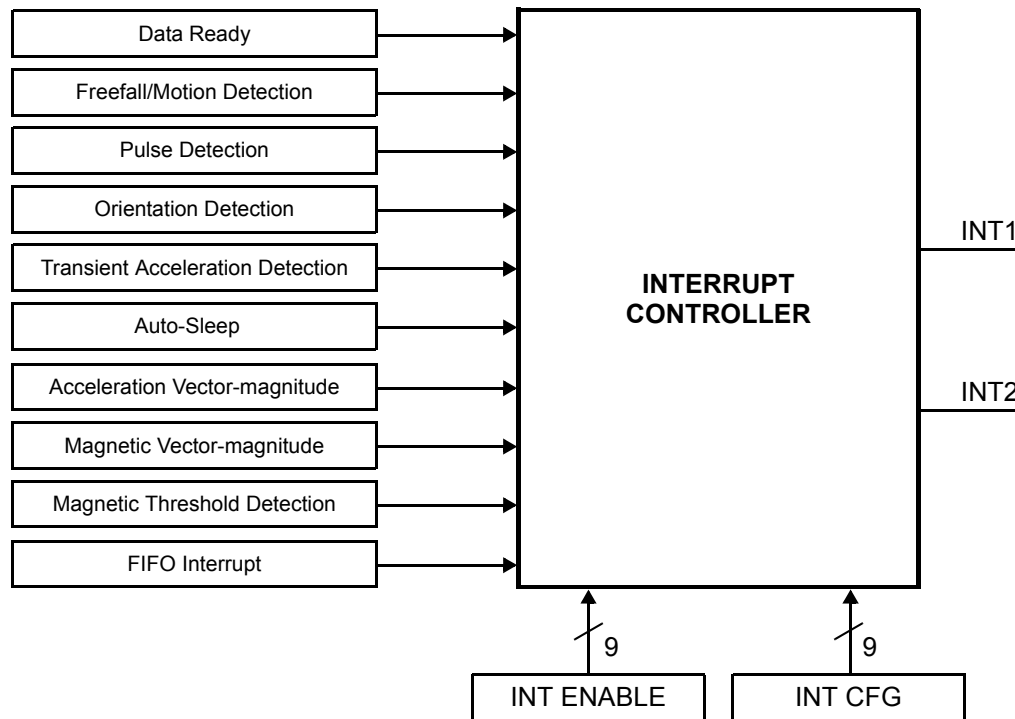 Data Ready
Freefall/Motion Detection
Pulse Detection
Orientation Detection
Transient Acceleration Detection
Auto-Sleep
Acceleration Vector-magnitude
Magnetic Vector-magnitude
Magnetic Threshold Detection
FIFO Interrupt
INTERRUPT
CONTROLLER
INT1
INT2
9
9
INT ENABLE
INT CFG